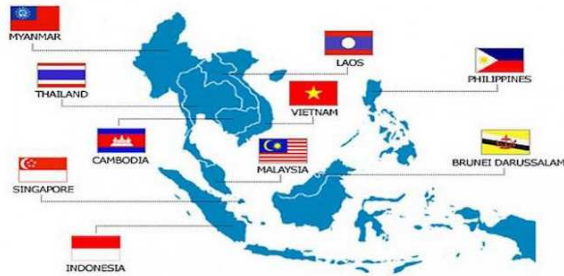 MYANMAR
LAOS
PHILIPPINES
THAILAND
VIETNAM
CAMBODIA
MALAYSIA
BRUNEI DARUSSALAM
SINGAPORE
INDONESIA